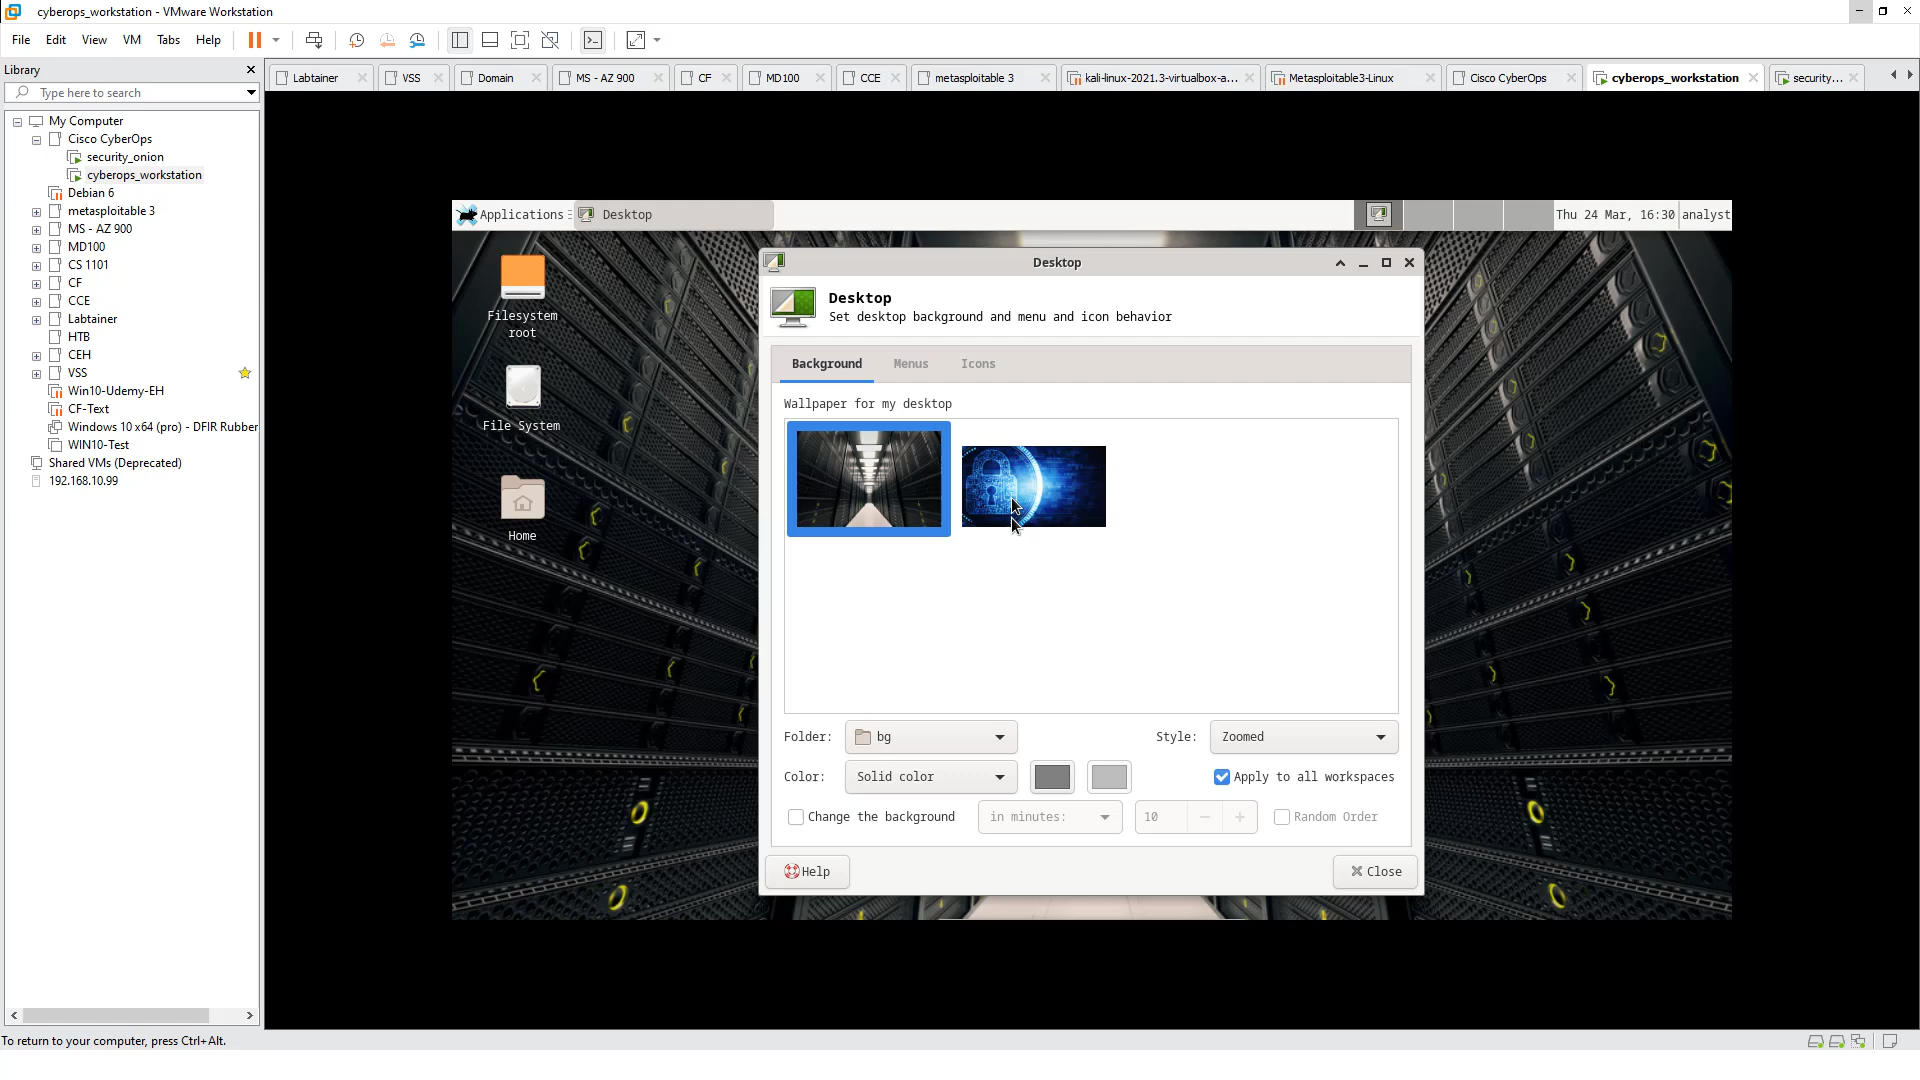 cyberops_workstation - VMware Workstation
File Edit View VM Tabs Help
Library
Type here to search
My Computer
Cisco CyberOps
security_onion
cyberops_workstation
Debian 6
metasploitable 3
MS - AZ 900
MD100
CS 1101
CF
CCE
Labtainer
HTB
CEH
VSS
Win10-Udemy-EH
CF-Text
Windows 10 x64 (pro) - DFIR Rubber
WIN10-Test
Shared VMs (Deprecated)
192.168.10.99
Labtainer VSS Domain MS - AZ 900 CF MD100 CCE metasploitable 3 kali-linux-2021.3-virtualbox-a... Metasploitable3-Linux Cisco CyberOps cyberops_workstation security...
Applications Desktop Thu 24 Mar, 16:30 analyst
Filesystem
root
File System
Home
Desktop
Desktop
Set desktop background and menu and icon behavior
Background Menus Icons
Wallpaper for my desktop
Folder: bg Style: Zoomed
Color: Solid color Apply to all workspaces
Change the background in minutes: 10 Random Order
Help Close
To return to your computer, press Ctrl+Alt.